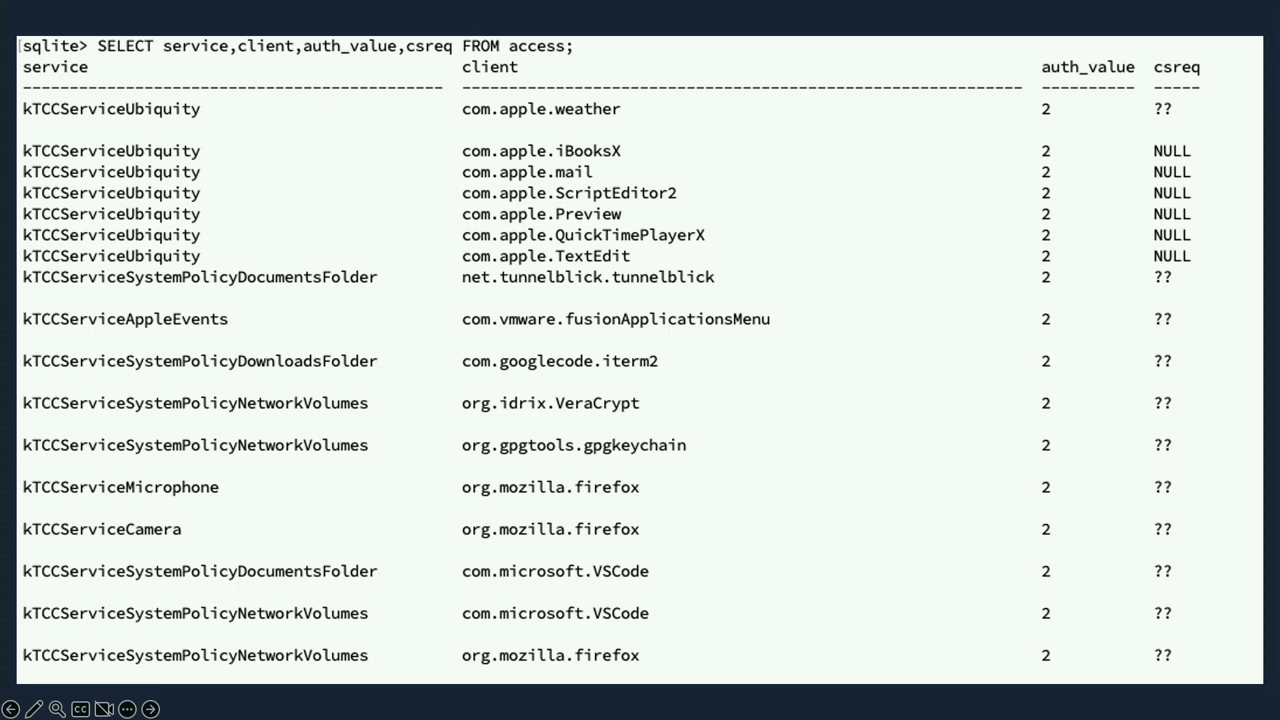 [sqlite> SELECT service,client,auth_value,csreq FROM access;
service client auth_value csreq
--------------------------------------------- ------------------------------------------------------------ ---------- -----
kTCCServiceUbiquity com.apple.weather 2 ??
kTCCServiceUbiquity com.apple.iBooksX 2 NULL
kTCCServiceUbiquity com.apple.mail 2 NULL
kTCCServiceUbiquity com.apple.ScriptEditor2 2 NULL
kTCCServiceUbiquity com.apple.Preview 2 NULL
kTCCServiceUbiquity com.apple.QuickTimePlayerX 2 NULL
kTCCServiceUbiquity com.apple.TextEdit 2 NULL
kTCCServiceSystemPolicyDocumentsFolder net.tunnelblick.tunnelblick 2 ??
kTCCServiceAppleEvents com.vmware.fusionApplicationsMenu 2 ??
kTCCServiceSystemPolicyDownloadsFolder com.googlecode.iterm2 2 ??
kTCCServiceSystemPolicyNetworkVolumes org.idrix.VeraCrypt 2 ??
kTCCServiceSystemPolicyNetworkVolumes org.gpgtools.gpgkeychain 2 ??
kTCCServiceMicrophone org.mozilla.firefox 2 ??
kTCCServiceCamera org.mozilla.firefox 2 ??
kTCCServiceSystemPolicyDocumentsFolder com.microsoft.VSCode 2 ??
kTCCServiceSystemPolicyNetworkVolumes com.microsoft.VSCode 2 ??
kTCCServiceSystemPolicyNetworkVolumes org.mozilla.firefox 2 ??
CC